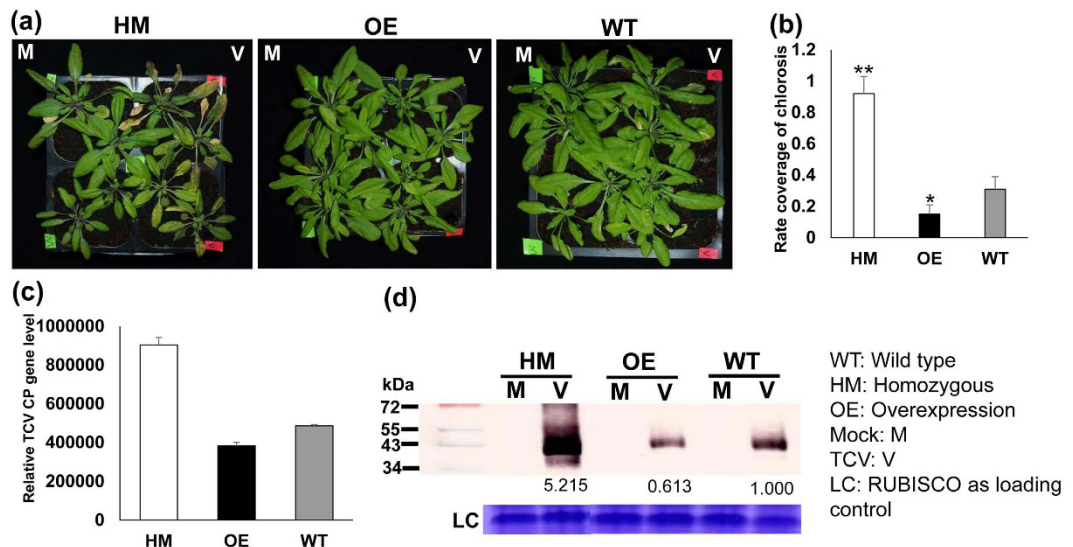 (a)
HM
OE
WT
M
V
M
V
M
V
(b)
Rate coverage of chlorosis
1.2
1
0.8
0.6
0.4
0.2
0
**
*
HM
OE
WT
(c)
Relative TCV CP gene level
1000000
800000
600000
400000
200000
0
HM
OE
WT
(d)
HM
OE
WT
kDa
M
V
M
V
M
V
72
55
43
34
5.215
0.613
1.000
LC
WT: Wild type
HM: Homozygous
OE: Overexpression
Mock: M
TCV: V
LC: RUBISCO as loading
control